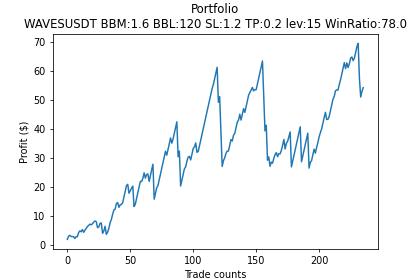 Portfolio
WAVESUSDT BBM:1.6 BBL:120 SL:1.2 TP:0.2 lev:15 WinRatio:78.0
70
60
50
40
30
20
10
0
Profit ($)
0 50 100 150 200
Trade counts